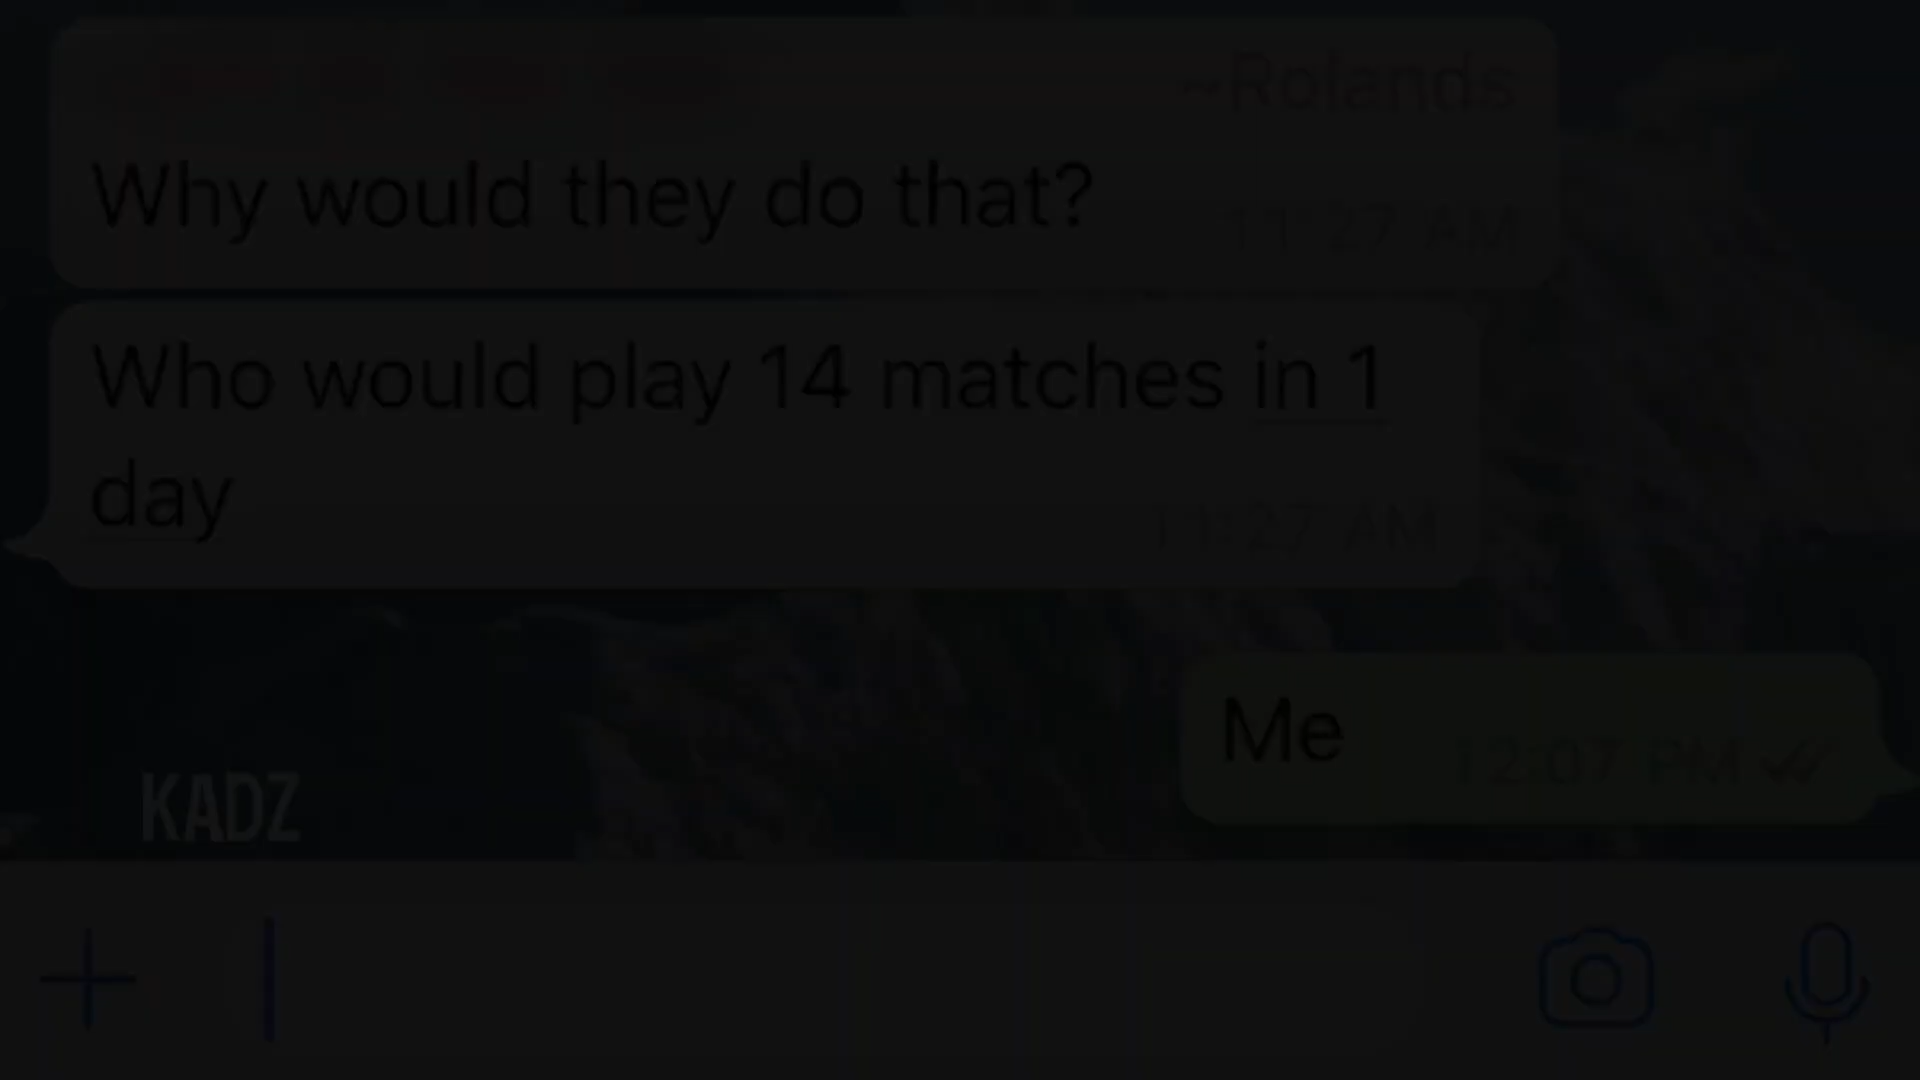 ~Rolands
Why would they do that?
11:27 AM
Who would play 14 matches in 1
day
11:27 AM
Me
12:07 PM
KADZ